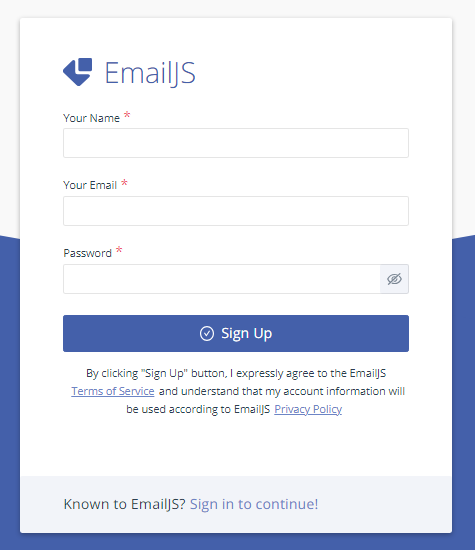 EmailJS
Your Name *
Your Email *
Password *
Sign Up
By clicking "Sign Up" button, I expressly agree to the EmailJS
Terms of Service and understand that my account information will
be used according to EmailJS Privacy Policy
Known to EmailJS? Sign in to continue!